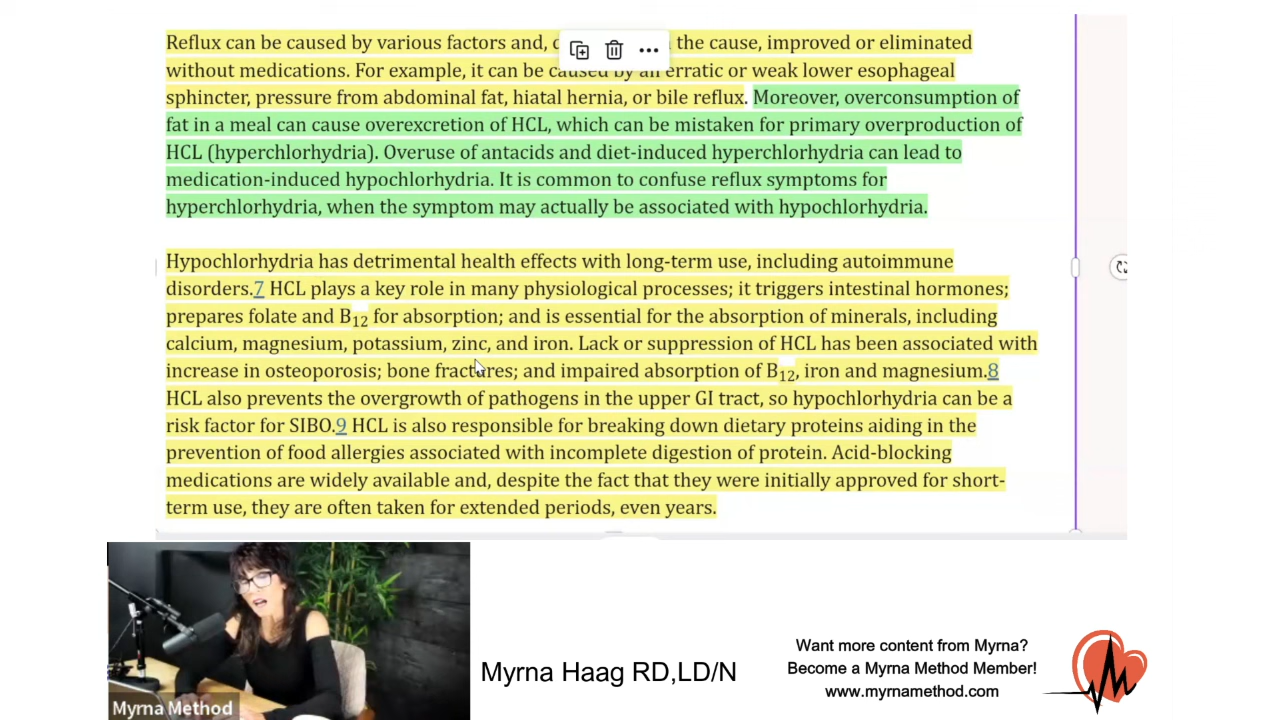 Reflux can be caused by various factors and, the cause, improved or eliminated
without medications. For example, it can be caused by an erratic or weak lower esophageal
sphincter, pressure from abdominal fat, hiatal hernia, or bile reflux. Moreover, overconsumption of
fat in a meal can cause overexcretion of HCL, which can be mistaken for primary overproduction of
HCL (hyperchlorhydria). Overuse of antacids and diet-induced hyperchlorhydria can lead to
medication-induced hypochlorhydria. It is common to confuse reflux symptoms for
hyperchlorhydria, when the symptom may actually be associated with hypochlorhydria.
Hypochlorhydria has detrimental health effects with long-term use, including autoimmune
disorders.7 HCL plays a key role in many physiological processes; it triggers intestinal hormones;
prepares folate and B12 for absorption; and is essential for the absorption of minerals, including
calcium, magnesium, potassium, zinc, and iron. Lack or suppression of HCL has been associated with
increase in osteoporosis; bone fractures; and impaired absorption of B12, iron and magnesium.8
HCL also prevents the overgrowth of pathogens in the upper GI tract, so hypochlorhydria can be a
risk factor for SIBO.9 HCL is also responsible for breaking down dietary proteins aiding in the
prevention of food allergies associated with incomplete digestion of protein. Acid-blocking
medications are widely available and, despite the fact that they were initially approved for short-
term use, they are often taken for extended periods, even years.
Myrna Method
Myrna Haag RD,LD/N
Want more content from Myrna?
Become a Myrna Method Member!
www.myrnamethod.com